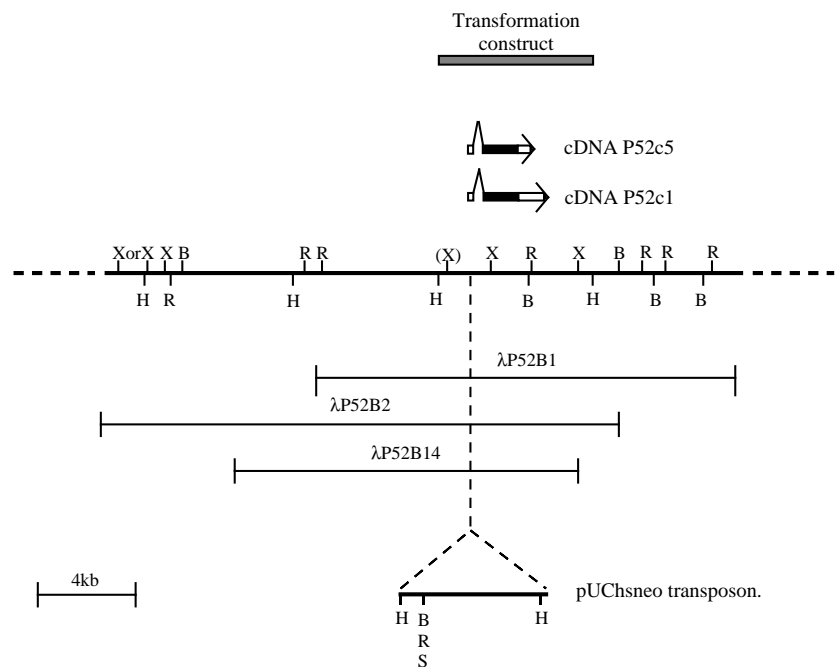 Transformation
construct
cDNA P52c5
cDNA P52c1
XorX X B R R (X) X R X B R R R
H R H H B H B B
λP52B1
λP52B2
λP52B14
4kb
pUChsneo transposon.
H B H
R
S